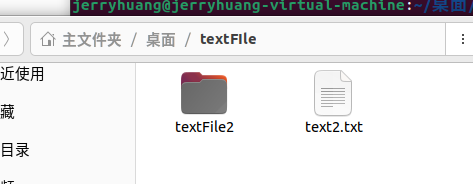 jerryhuang@jerryhuang-virtual-machine:~/桌面/
主文件夹 / 桌面 / textFIle
近使用
藏
目录
textFile2
text2.txt